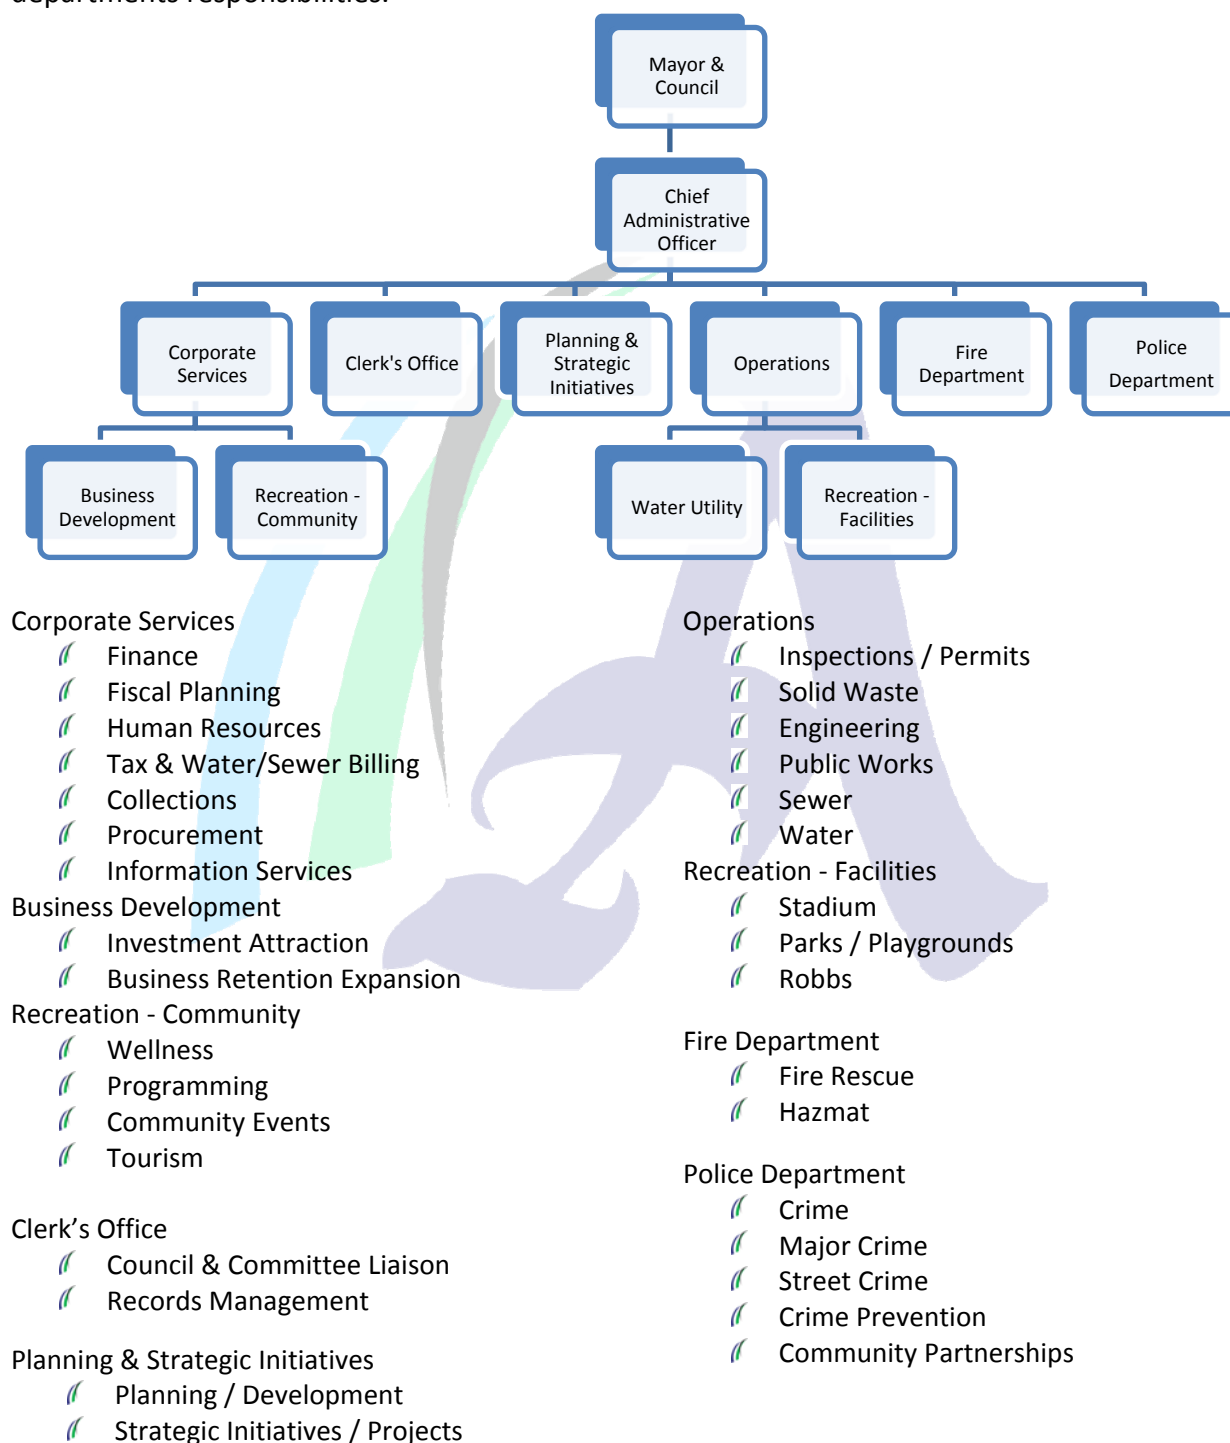 departments responsibilities.
Mayor &
Council
Chief
Administrative
Officer
Corporate
Services
Clerk's Office
Planning &
Strategic
Initiatives
Operations
Fire
Department
Police
Department
Business
Development
Recreation -
Community
Water Utility
Recreation -
Facilities
Corporate Services
Finance
Fiscal Planning
Human Resources
Tax & Water/Sewer Billing
Collections
Procurement
Information Services
Business Development
Investment Attraction
Business Retention Expansion
Recreation - Community
Wellness
Programming
Community Events
Tourism
Clerk’s Office
Council & Committee Liaison
Records Management
Planning & Strategic Initiatives
Planning / Development
Strategic Initiatives / Projects
Operations
Inspections / Permits
Solid Waste
Engineering
Public Works
Sewer
Water
Recreation - Facilities
Stadium
Parks / Playgrounds
Robbs
Fire Department
Fire Rescue
Hazmat
Police Department
Crime
Major Crime
Street Crime
Crime Prevention
Community Partnerships